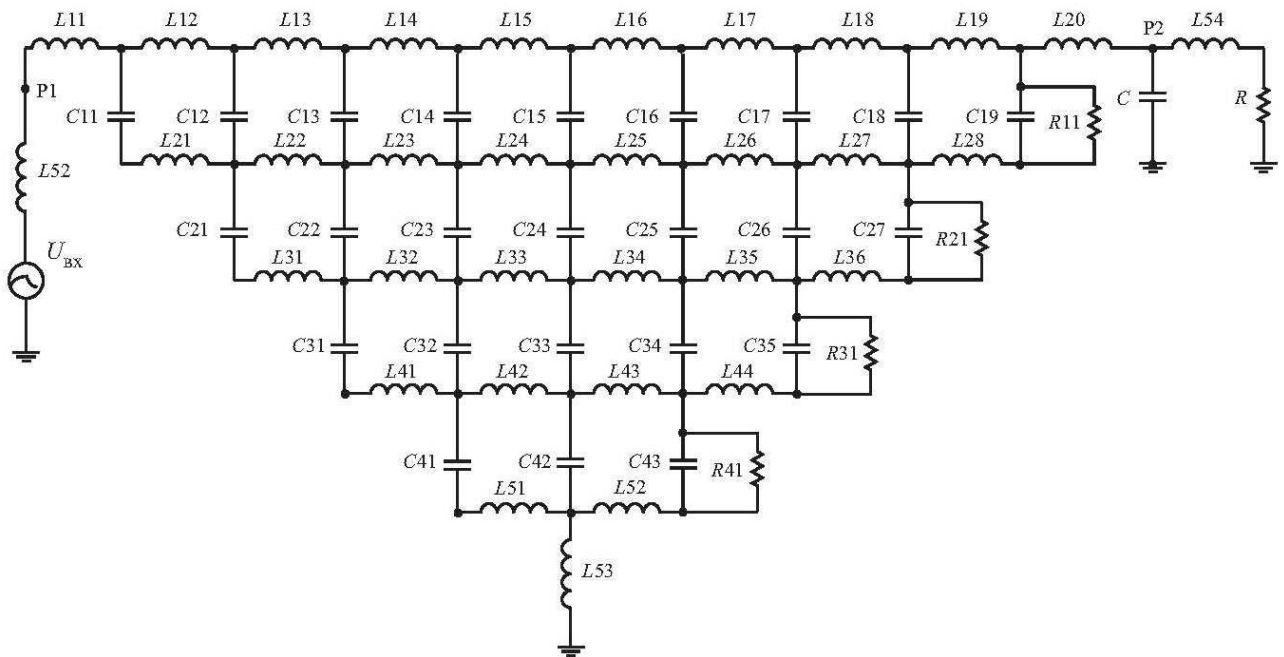 L11 L12 L13 L14 L15 L16 L17 L18 L19 L20 P2 L54
P1 C11 C12 C13 C14 C15 C16 C17 C18 C19 R11 C R
L21 L22 L23 L24 L25 L26 L27 L28
L52
C21 C22 C23 C24 C25 C26 C27 R21
Uвх
L31 L32 L33 L34 L35 L36
C31 C32 C33 C34 C35 R31
L41 L42 L43 L44
C41 C42 C43 R41
L51 L52
L53